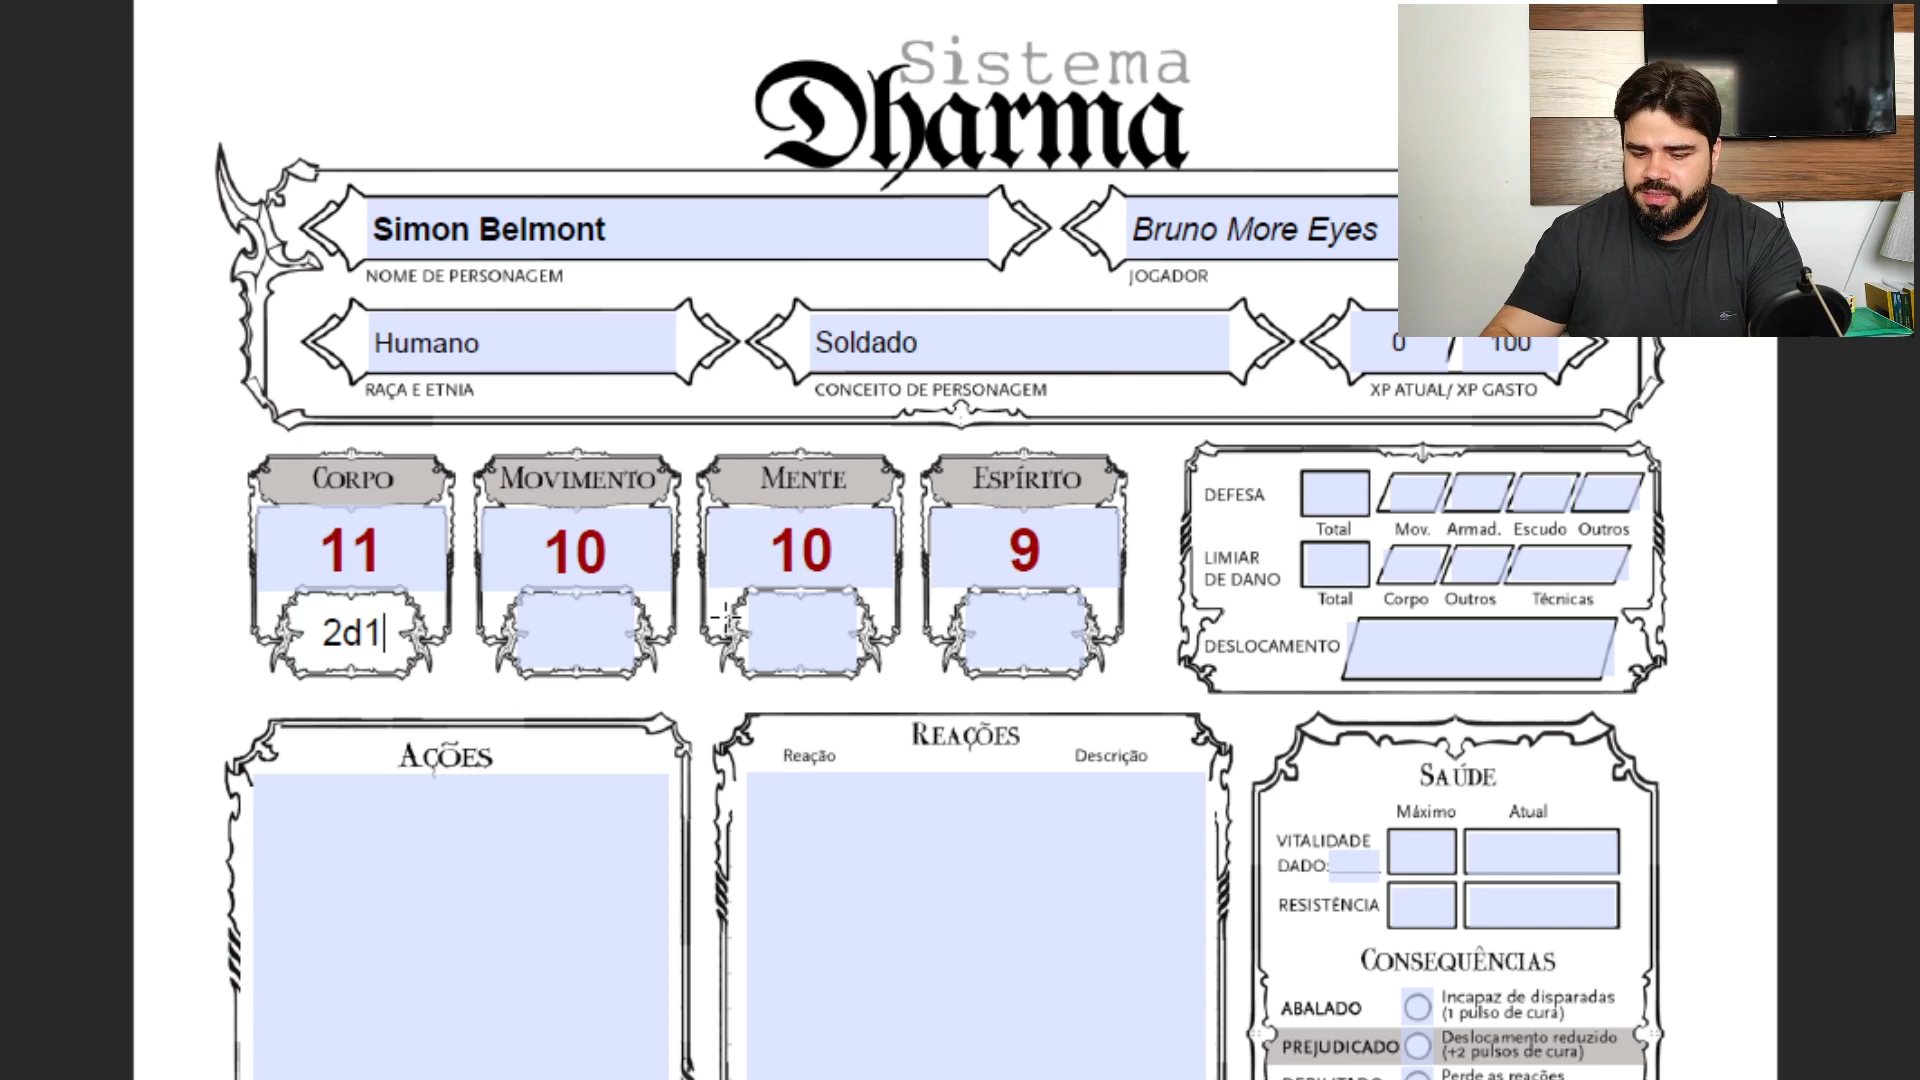 Sistema
Dharma
Simon Belmont
Bruno More Eyes
NOME DE PERSONAGEM
JOGADOR
Humano
Soldado
0 / 100
RAÇA E ETNIA
CONCEITO DE PERSONAGEM
XP ATUAL/ XP GASTO
CORPO
MOVIMENTO
MENTE
ESPÍRITO
11
10
10
9
2d1
DEFESA
Total
Mov.
Armad.
Escudo
Outros
LIMIAR
DE DANO
Total
Corpo
Outros
Técnicas
DESLOCAMENTO
AÇÕES
REAÇÕES
Reação
Descrição
SAÚDE
Máximo
Atual
VITALIDADE
DADO:
RESISTÊNCIA
CONSEQUÊNCIAS
ABALADO
Incapaz de disparadas
(1 pulso de cura)
PREJUDICADO
Deslocamento reduzido
(+2 pulsos de cura)
DEBILITADO
Perde as reações